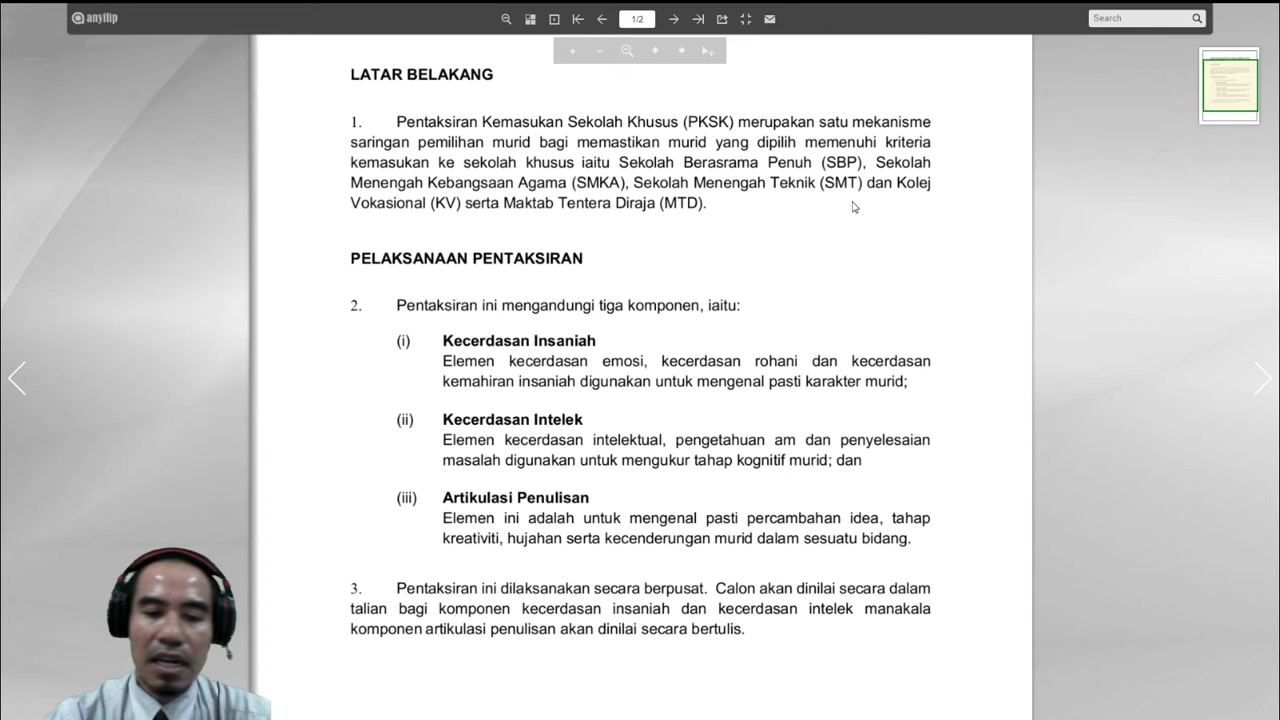 anyflip
1/2
Search
LATAR BELAKANG
1. Pentaksiran Kemasukan Sekolah Khusus (PKSK) merupakan satu mekanisme
saringan pemilihan murid bagi memastikan murid yang dipilih memenuhi kriteria
kemasukan ke sekolah khusus iaitu Sekolah Berasrama Penuh (SBP), Sekolah
Menengah Kebangsaan Agama (SMKA), Sekolah Menengah Teknik (SMT) dan Kolej
Vokasional (KV) serta Maktab Tentera Diraja (MTD).
PELAKSANAAN PENTAKSIRAN
2. Pentaksiran ini mengandungi tiga komponen, iaitu:
(i) Kecerdasan Insaniah
Elemen kecerdasan emosi, kecerdasan rohani dan kecerdasan
kemahiran insaniah digunakan untuk mengenal pasti karakter murid;
(ii) Kecerdasan Intelek
Elemen kecerdasan intelektual, pengetahuan am dan penyelesaian
masalah digunakan untuk mengukur tahap kognitif murid; dan
(iii) Artikulasi Penulisan
Elemen ini adalah untuk mengenal pasti percambahan idea, tahap
kreativiti, hujahan serta kecenderungan murid dalam sesuatu bidang.
3. Pentaksiran ini dilaksanakan secara berpusat. Calon akan dinilai secara dalam
talian bagi komponen kecerdasan insaniah dan kecerdasan intelek manakala
komponen artikulasi penulisan akan dinilai secara bertulis.